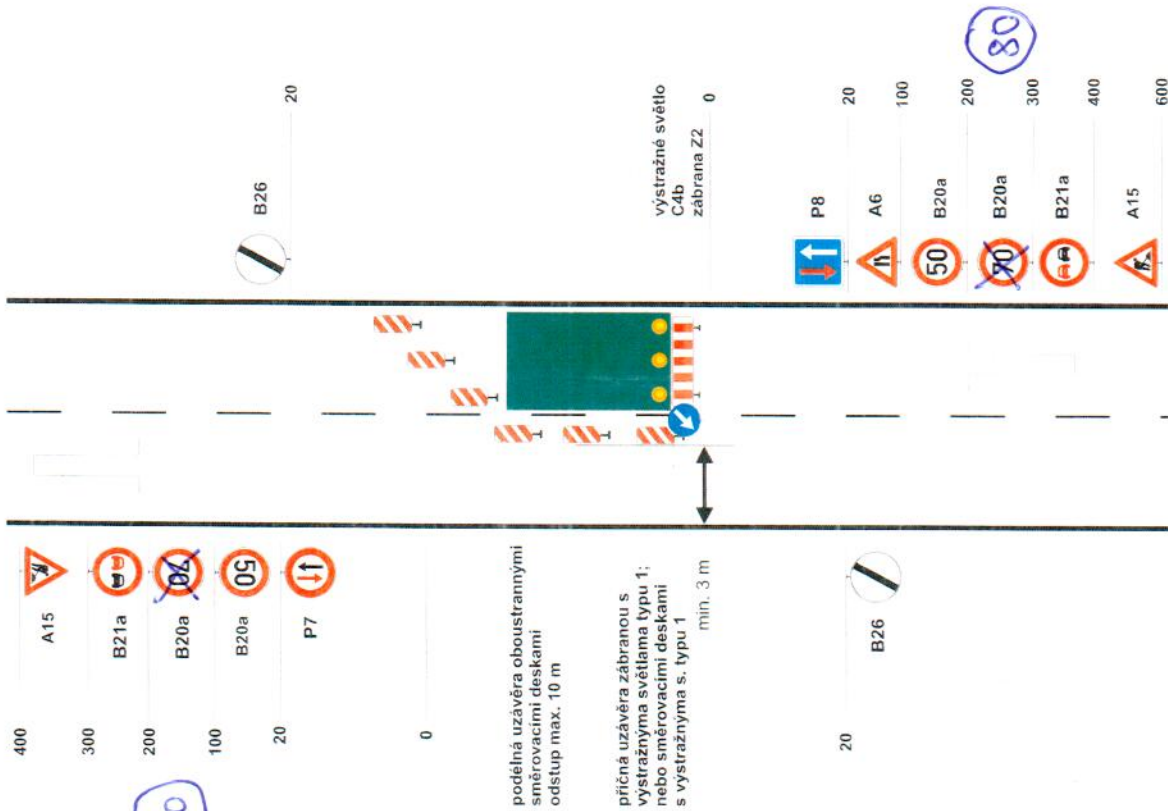 20
B26
výstražné světlo
C4b
zábrana Z2
0
80
P8
20
A6
100
50
B20a
200
70
B20a
300
B21a
400
A15
600
400
A15
300
B21a
200
70
B20a
100
50
B20a
20
P7
0
podélná uzávěra oboustrannými
směrovacími deskami
odstup max. 10 m
příčná uzávěra zábranou s
výstražnýma světlama typu 1;
nebo směrovacími deskami
s výstražnýma s. typu 1
min. 3 m
20
B26